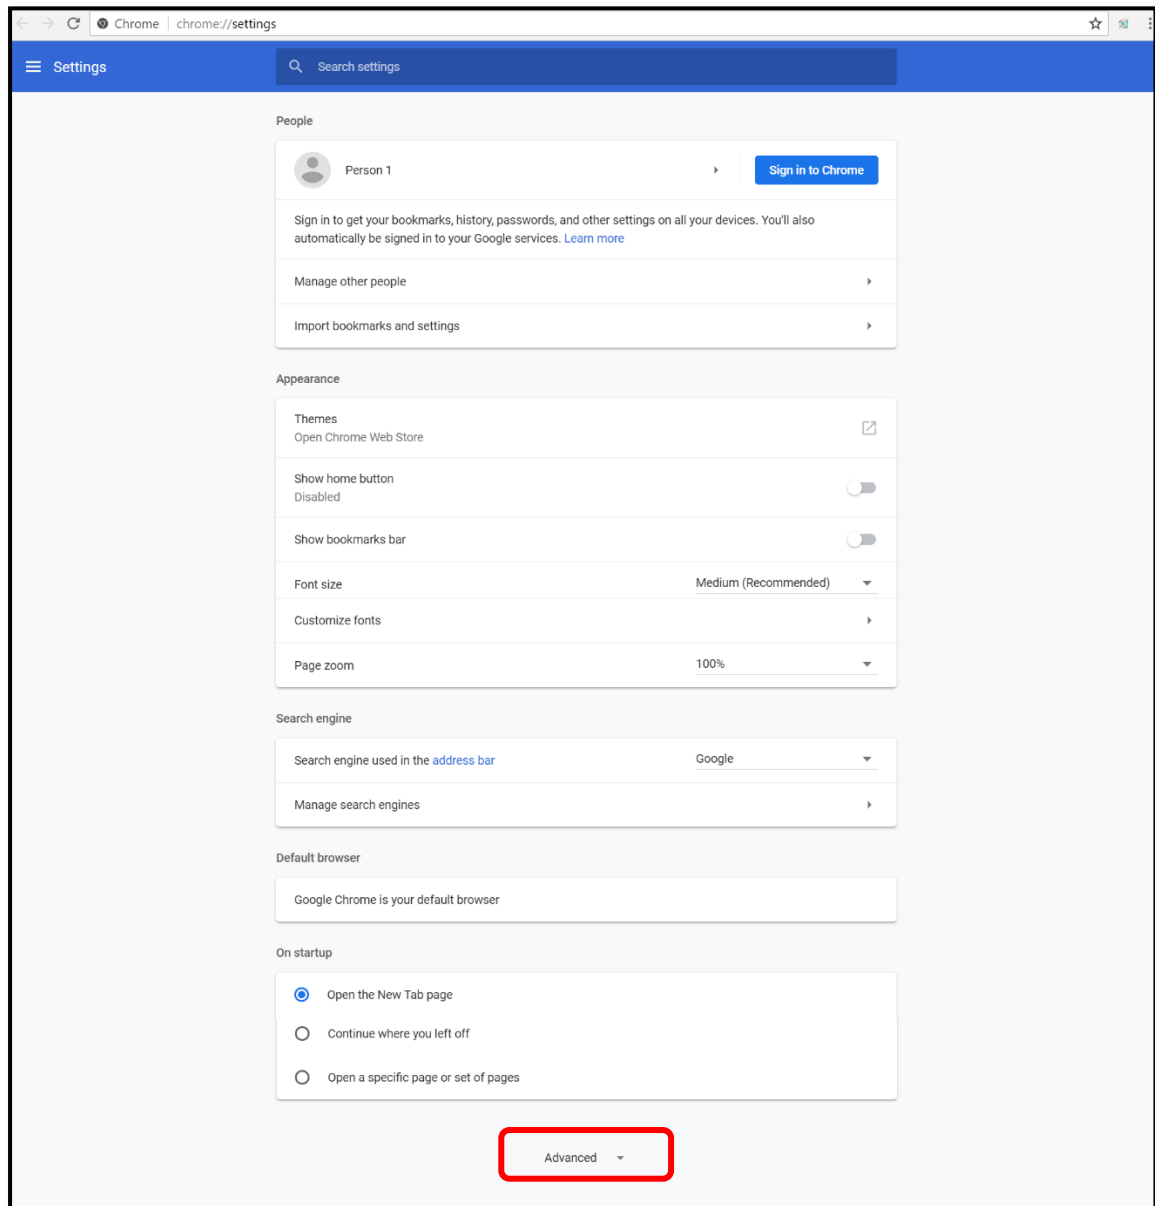 Chrome chrome://settings
Settings
Search settings
People
Person 1
Sign in to Chrome
Sign in to get your bookmarks, history, passwords, and other settings on all your devices. You'll also
automatically be signed in to your Google services. Learn more
Manage other people
Import bookmarks and settings
Appearance
Themes
Open Chrome Web Store
Show home button
Disabled
Show bookmarks bar
Font size
Medium (Recommended)
Customize fonts
Page zoom
100%
Search engine
Search engine used in the address bar
Google
Manage search engines
Default browser
Google Chrome is your default browser
On startup
Open the New Tab page
Continue where you left off
Open a specific page or set of pages
Advanced